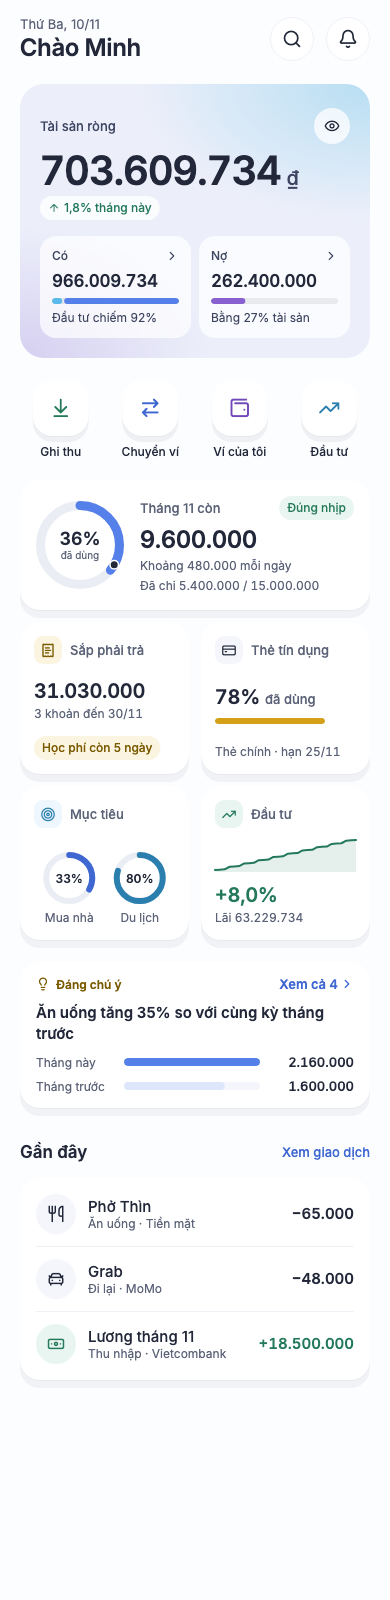 Thứ Ba, 10/11
Chào Minh
Tài sản ròng
703.609.734 ₫
↑ 1,8% tháng này
Có
966.009.734
Đầu tư chiếm 92%
Nợ
262.400.000
Bằng 27% tài sản
Ghi thu
Chuyển ví
Ví của tôi
Đầu tư
36%
đã dùng
Tháng 11 còn
Đúng nhịp
9.600.000
Khoảng 480.000 mỗi ngày
Đã chi 5.400.000 / 15.000.000
Sắp phải trả
31.030.000
3 khoản đến 30/11
Học phí còn 5 ngày
Thẻ tín dụng
78% đã dùng
Thẻ chính · hạn 25/11
Mục tiêu
33%
80%
Mua nhà
Du lịch
Đầu tư
+8,0%
Lãi 63.229.734
Đáng chú ý
Xem cả 4
Ăn uống tăng 35% so với cùng kỳ tháng
trước
Tháng này 2.160.000
Tháng trước 1.600.000
Gần đây
Xem giao dịch
Phở Thìn
Ăn uống · Tiền mặt
−65.000
Grab
Đi lại · MoMo
−48.000
Lương tháng 11
Thu nhập · Vietcombank
+18.500.000